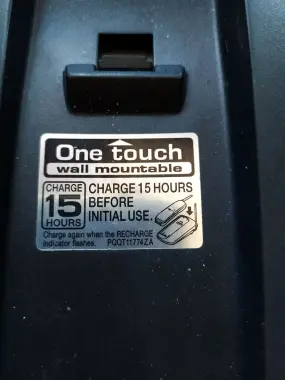 One touch
wall mountable
CHARGE
15
HOURS
CHARGE 15 HOURS
BEFORE
INITIAL USE.
Charge again when the RECHARGE
indicator flashes. PQQT11774ZA